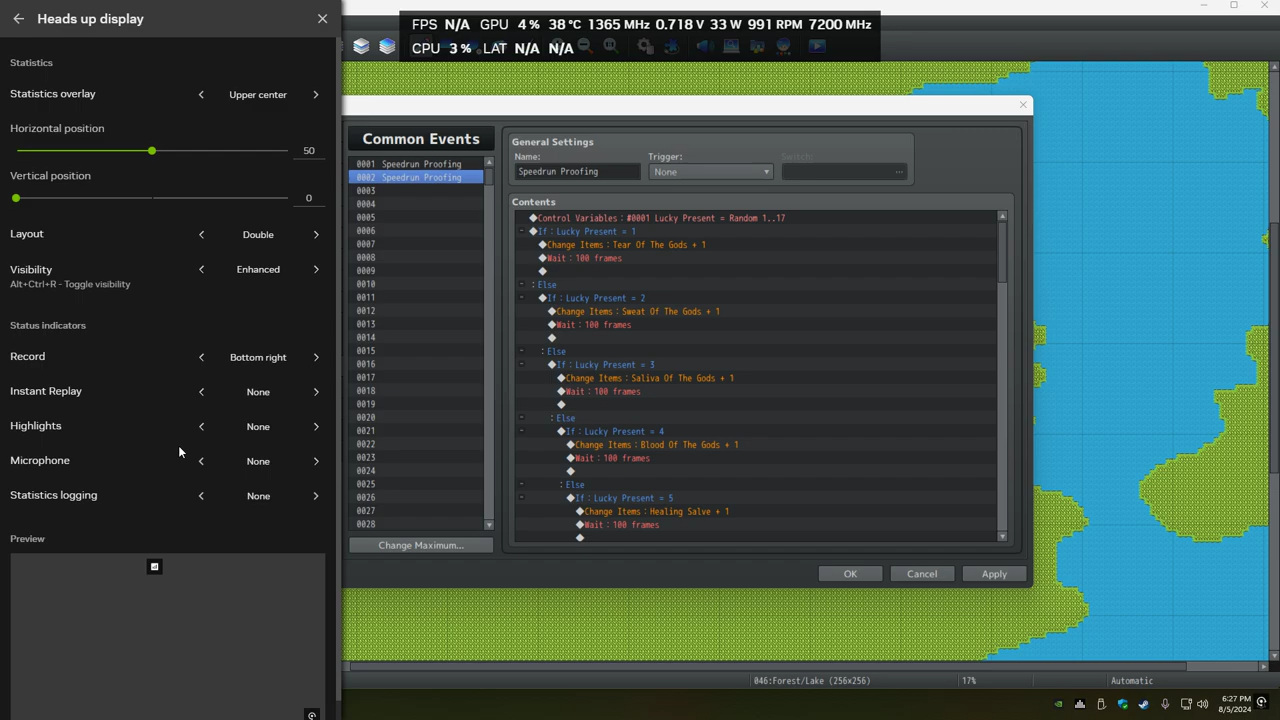 Heads up display
FPS N/A GPU 4 % 38 °C 1365 MHz 0.718 V 33 W 991 RPM 7200 MHz
CPU 3 % LAT N/A N/A
Statistics
Statistics overlay
Upper center
Horizontal position
50
Vertical position
0
Layout
Double
Visibility
Enhanced
Alt+Ctrl+R - Toggle visibility
Status indicators
Record
Bottom right
Instant Replay
None
Highlights
None
Microphone
None
Statistics logging
None
Preview
Common Events
0001 Speedrun Proofing
0002 Speedrun Proofing
0003
0004
0005
0006
0007
0008
0009
0010
0011
0012
0013
0014
0015
0016
0017
0018
0019
0020
0021
0022
0023
0024
0025
0026
0027
0028
Change Maximum...
General Settings
Name:
Trigger:
Switch:
Speedrun Proofing
None
...
Contents
◆Control Variables：#0001 Lucky Present = Random 1..17
◆If：Lucky Present = 1
◆Change Items：Tear Of The Gods + 1
◆Wait：100 frames
◆
：Else
◆If：Lucky Present = 2
◆Change Items：Sweat Of The Gods + 1
◆Wait：100 frames
◆
：Else
◆If：Lucky Present = 3
◆Change Items：Saliva Of The Gods + 1
◆Wait：100 frames
◆
：Else
◆If：Lucky Present = 4
◆Change Items：Blood Of The Gods + 1
◆Wait：100 frames
◆
：Else
◆If：Lucky Present = 5
◆Change Items：Healing Salve + 1
◆Wait：100 frames
◆
OK
Cancel
Apply
046:Forest/Lake (256x256)
17%
Automatic
6:27 PM
8/5/2024